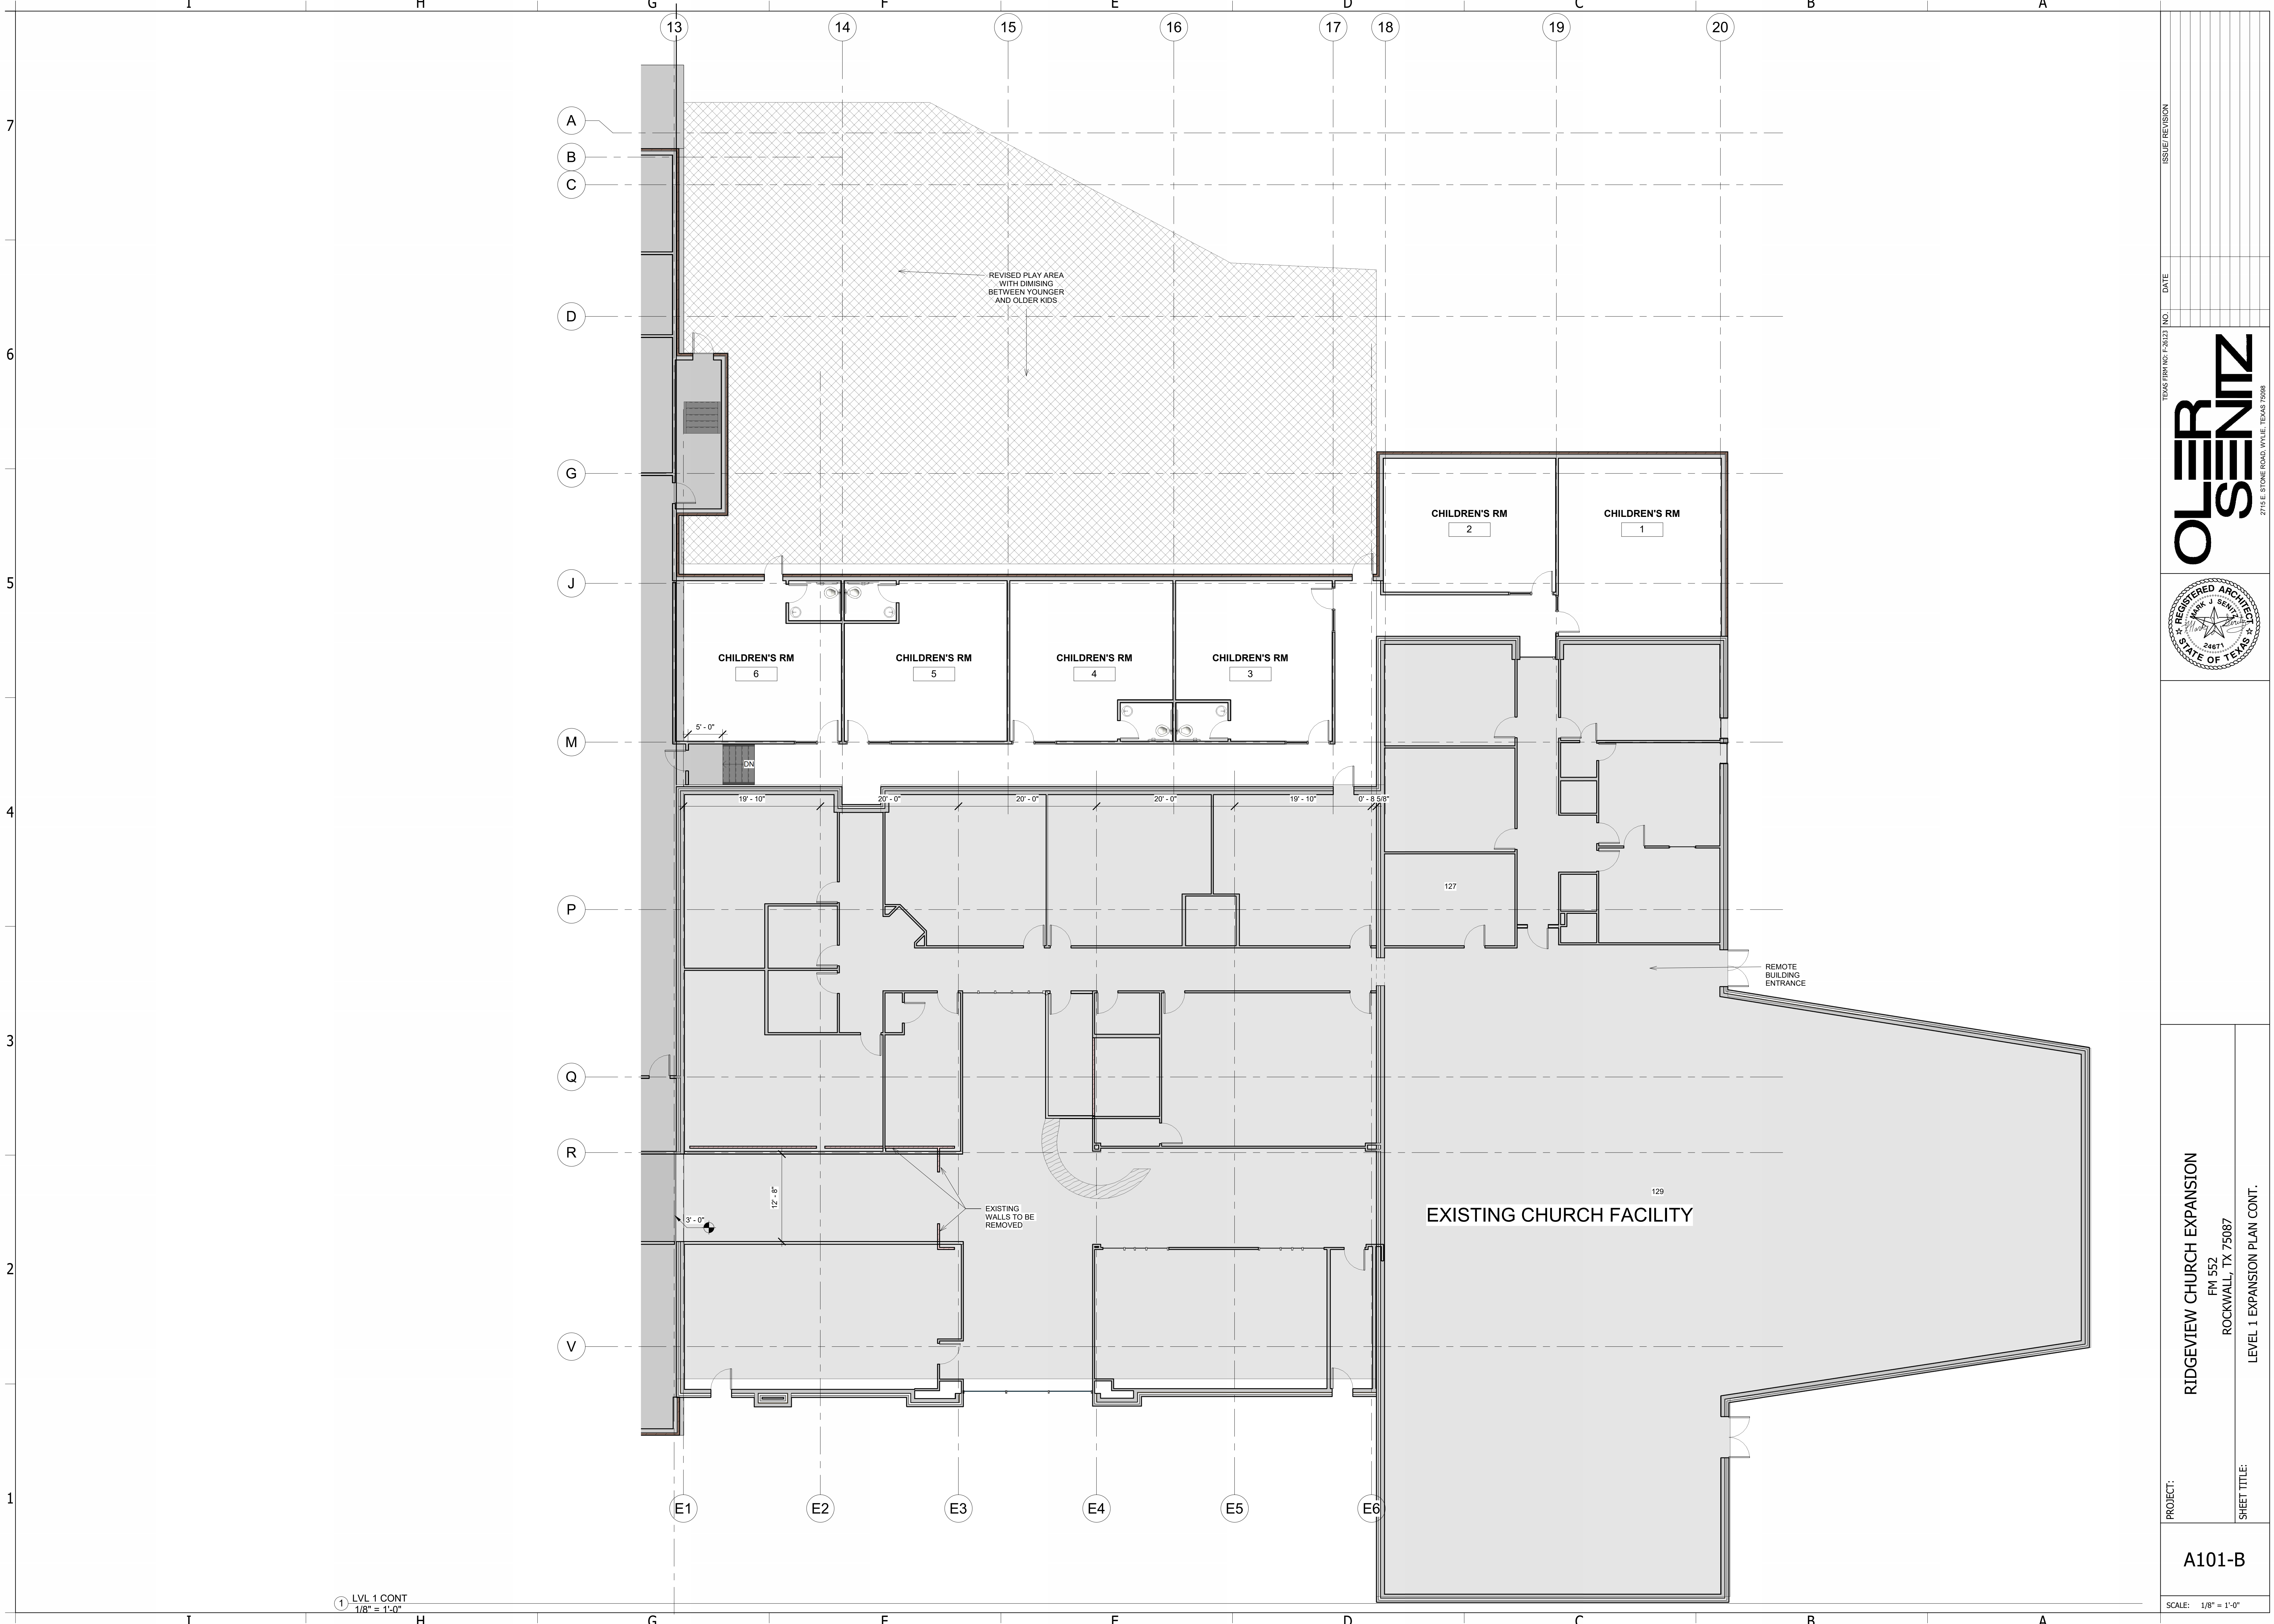 I H G F E D C B A
13 14 15 16 17 18 19 20
7
A
B
C
REVISED PLAY AREA
WITH DIMISING
BETWEEN YOUNGER
AND OLDER KIDS
D
6
G
CHILDREN'S RM
2
CHILDREN'S RM
1
5
J
CHILDREN'S RM
6
CHILDREN'S RM
5
CHILDREN'S RM
4
CHILDREN'S RM
3
5' - 0"
M
DN
4
19' - 10" 20' - 0" 20' - 0" 20' - 0" 19' - 10" 0' - 8 5/8"
127
P
REMOTE
BUILDING
ENTRANCE
3
Q
R
12' - 8"
3' - 0"
EXISTING
WALLS TO BE
REMOVED
129
EXISTING CHURCH FACILITY
2
V
1
E1 E2 E3 E4 E5 E6
1 LVL 1 CONT
1/8" = 1'-0"
I H G F E D C B A
ISSUE/ REVISION
DATE
NO.
TEXAS FIRM NO: F-26123
OLER
SENITZ
2715 E. STONE ROAD, WYLIE, TEXAS 75098
REGISTERED ARCHITECT
MARK J SENITZ
24671
STATE OF TEXAS
PROJECT:
RIDGEVIEW CHURCH EXPANSION
FM 552
ROCKWALL, TX 75087
SHEET TITLE:
LEVEL 1 EXPANSION PLAN CONT.
A101-B
SCALE: 1/8" = 1'-0"